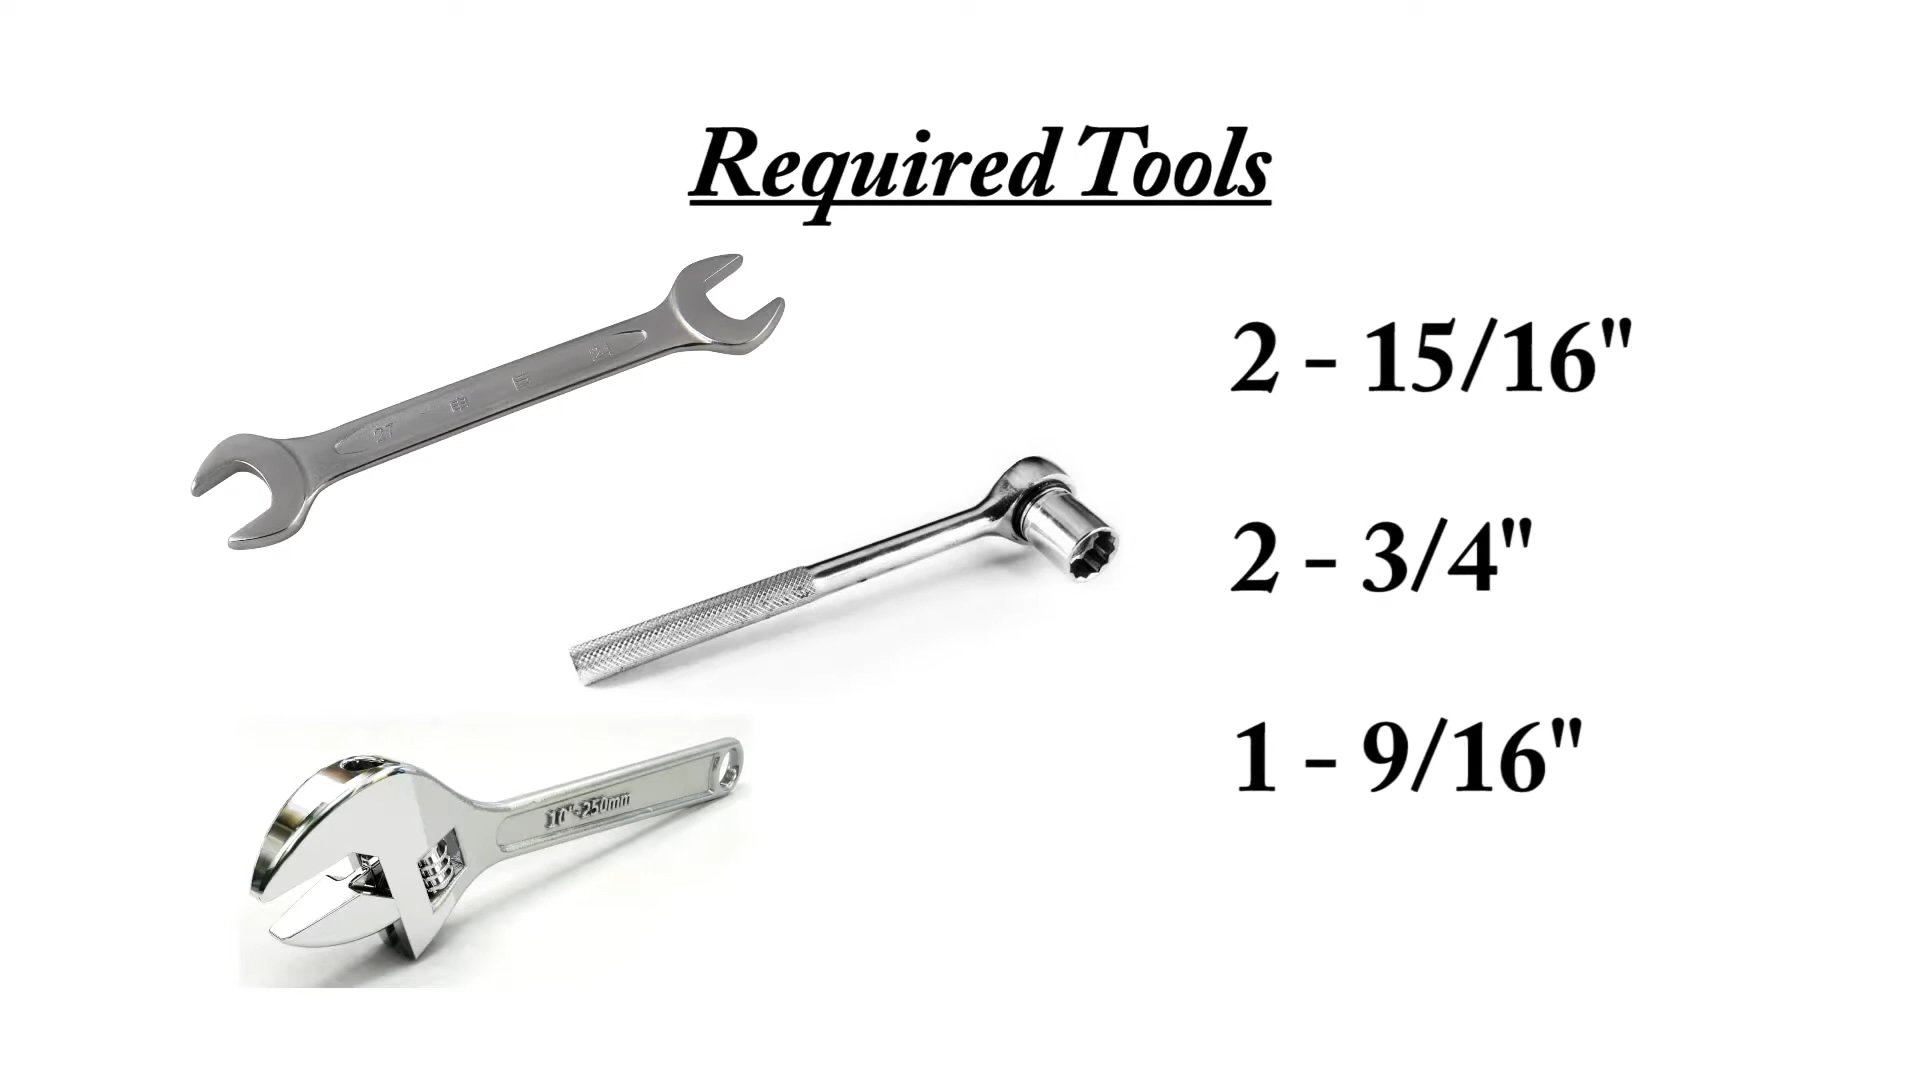 Required Tools
2 - 15/16"
2 - 3/4"
1 - 9/16"
10"-250mm